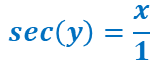 sec(y) = x/1